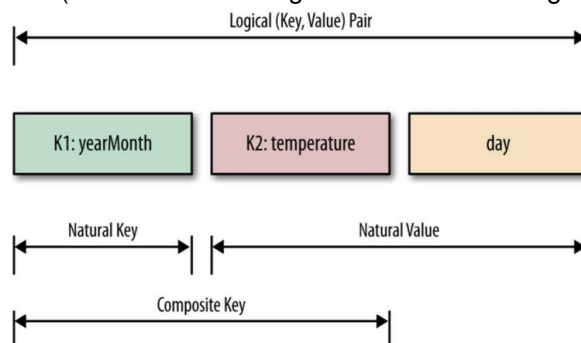 Logical (Key, Value) Pair
K1: yearMonth
K2: temperature
day
Natural Key
Natural Value
Composite Key